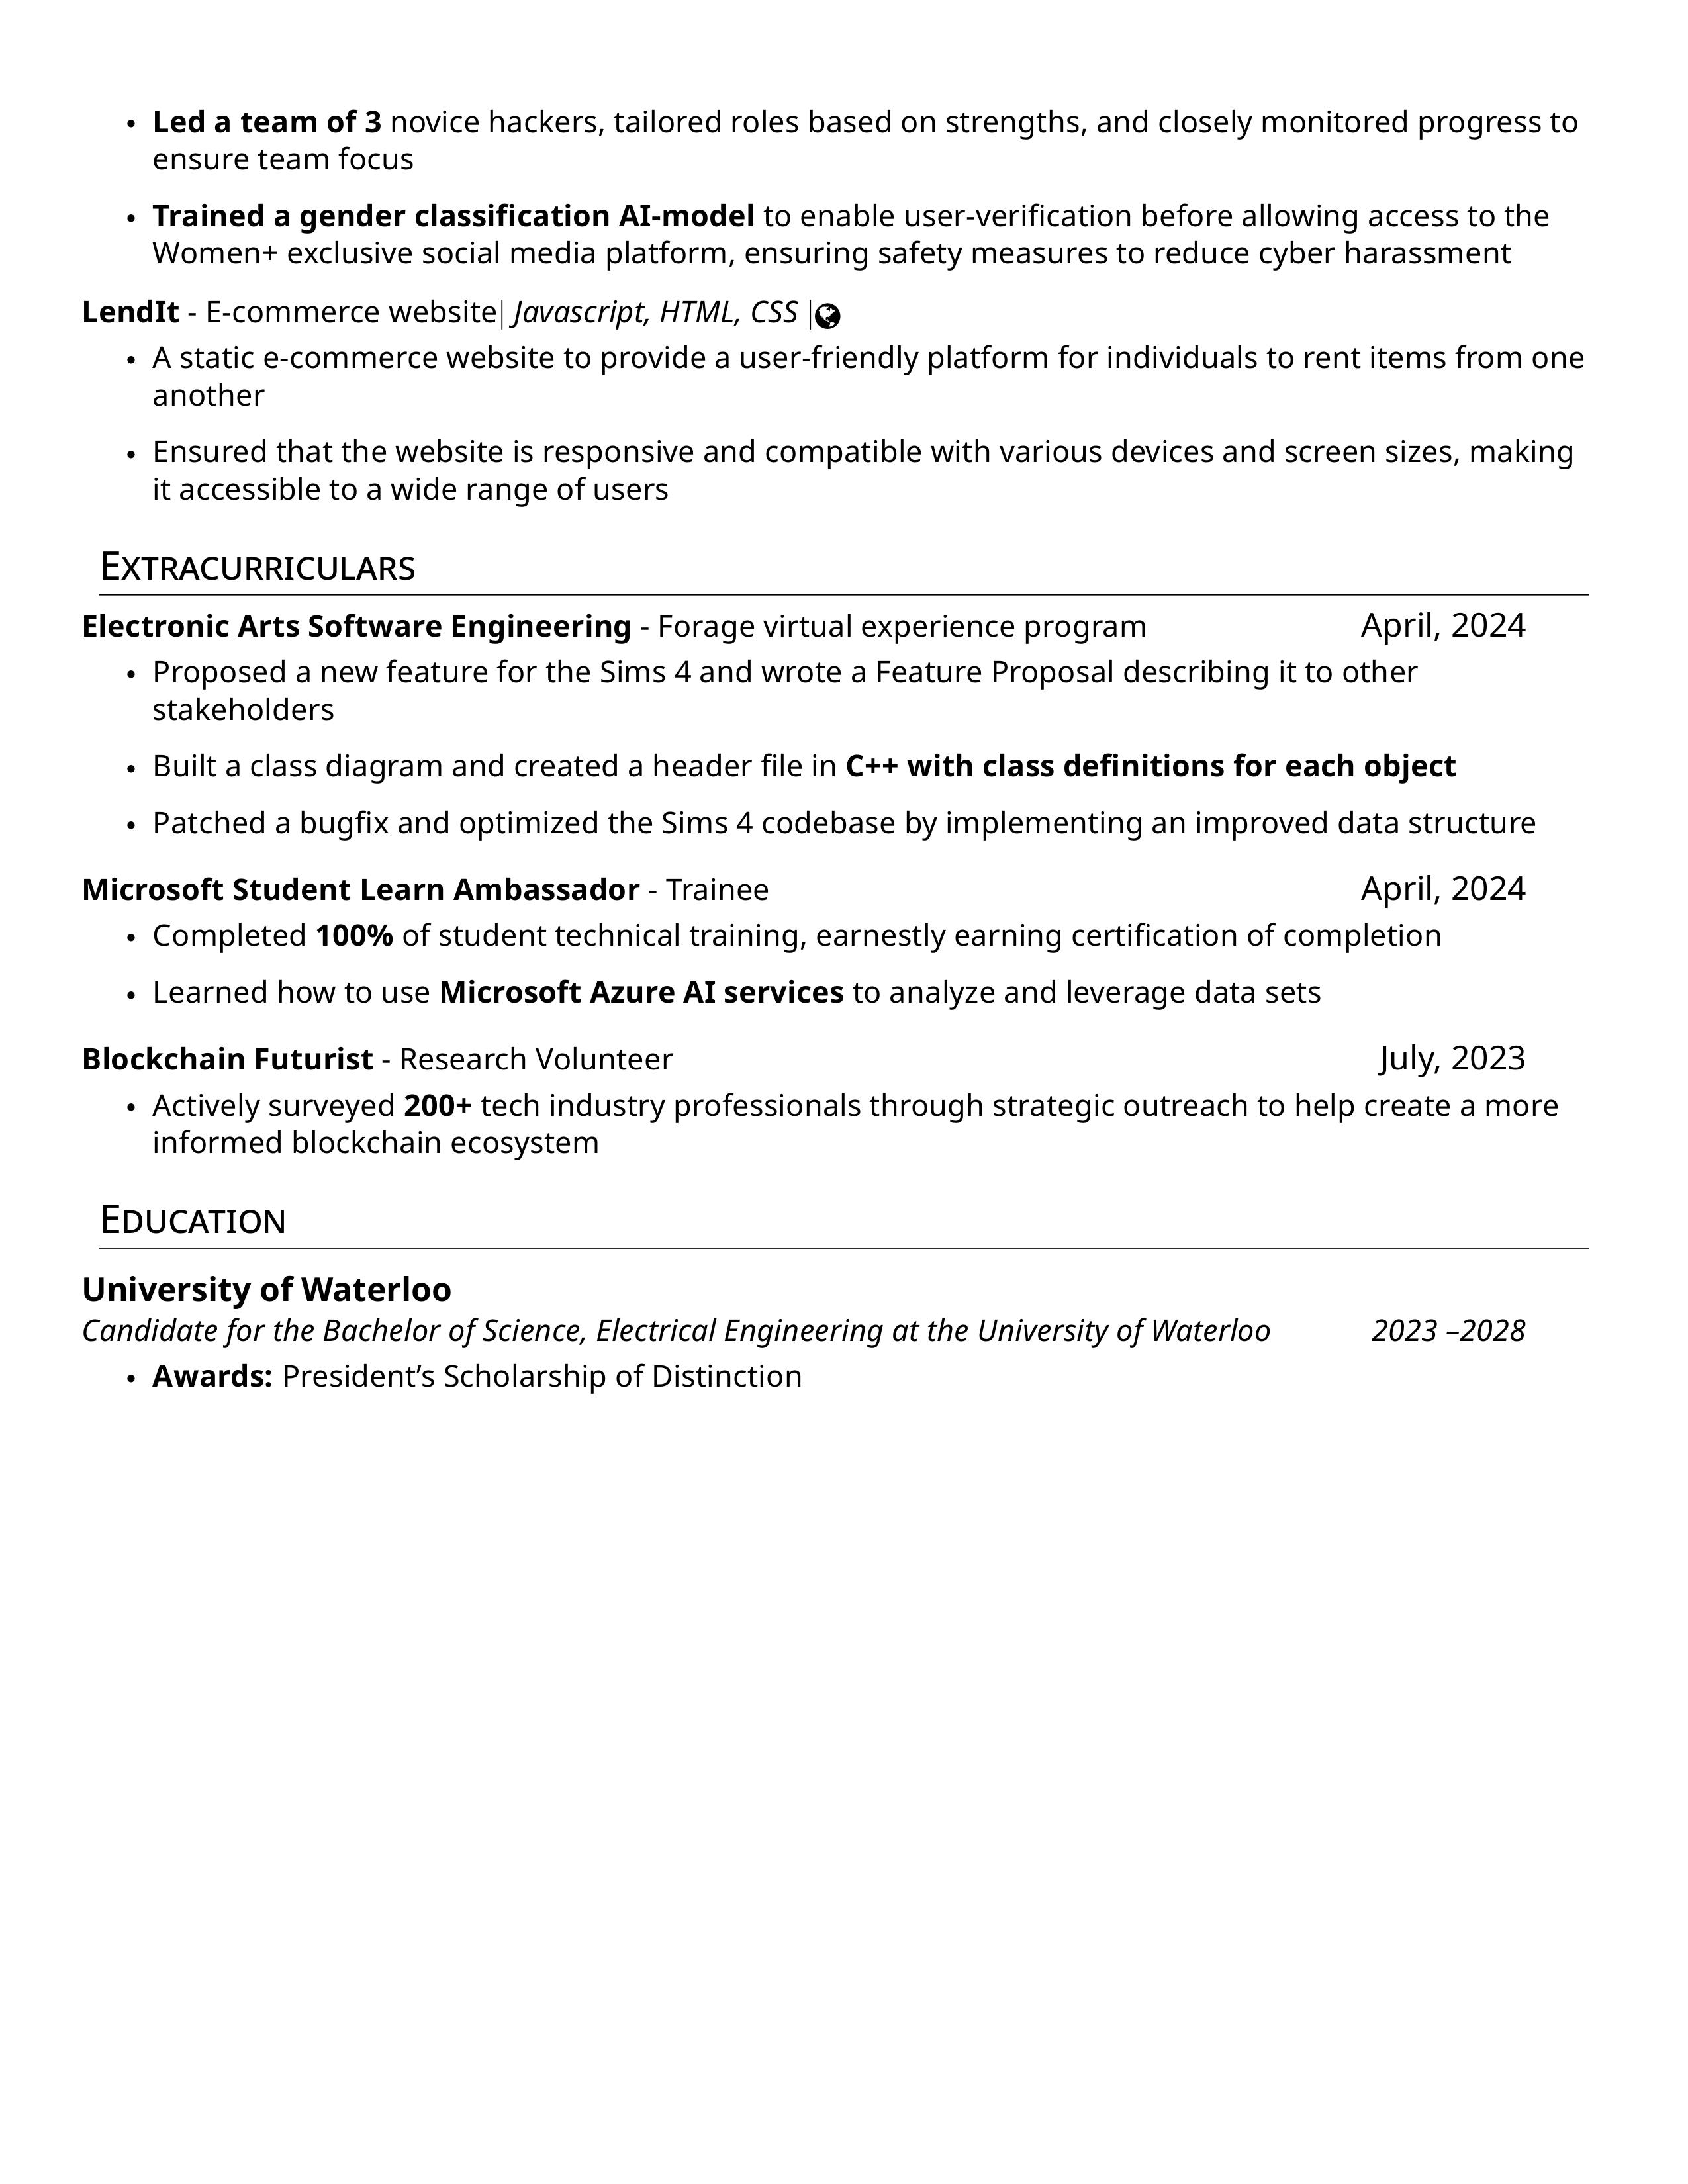 • Led a team of 3 novice hackers, tailored roles based on strengths, and closely monitored progress to
ensure team focus
• Trained a gender classification AI-model to enable user-verification before allowing access to the
Women+ exclusive social media platform, ensuring safety measures to reduce cyber harassment
LendIt - E-commerce website| Javascript, HTML, CSS |
• A static e-commerce website to provide a user-friendly platform for individuals to rent items from one
another
• Ensured that the website is responsive and compatible with various devices and screen sizes, making
it accessible to a wide range of users
EXTRACURRICULARS
Electronic Arts Software Engineering - Forage virtual experience program April, 2024
• Proposed a new feature for the Sims 4 and wrote a Feature Proposal describing it to other
stakeholders
• Built a class diagram and created a header file in C++ with class definitions for each object
• Patched a bugfix and optimized the Sims 4 codebase by implementing an improved data structure
Microsoft Student Learn Ambassador - Trainee April, 2024
• Completed 100% of student technical training, earnestly earning certification of completion
• Learned how to use Microsoft Azure AI services to analyze and leverage data sets
Blockchain Futurist - Research Volunteer July, 2023
• Actively surveyed 200+ tech industry professionals through strategic outreach to help create a more
informed blockchain ecosystem
EDUCATION
University of Waterloo
Candidate for the Bachelor of Science, Electrical Engineering at the University of Waterloo 2023 –2028
• Awards: President’s Scholarship of Distinction